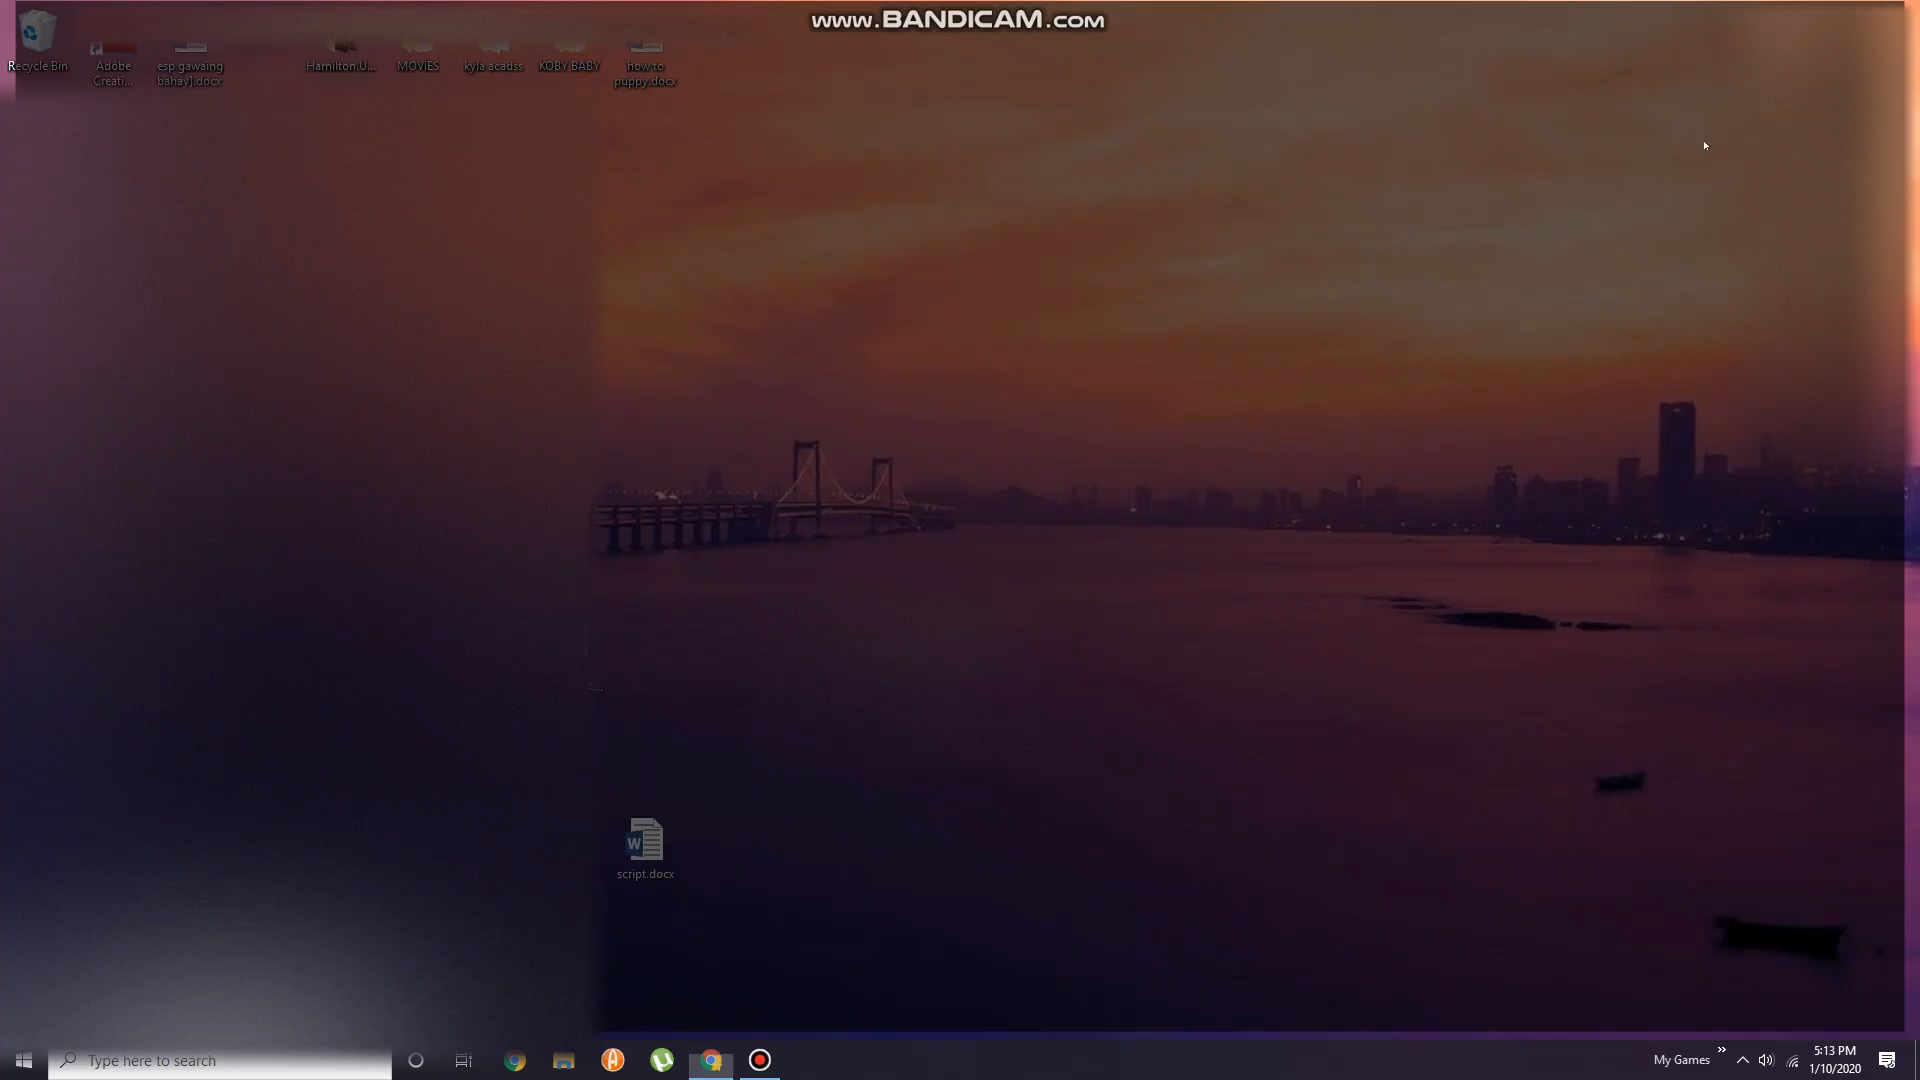 www.BANDICAM.com
Recycle Bin
Adobe
Creati...
esp gawaing
bahay].docx
Hamilton.U...
MOVIES
kyla acadss
KOBY BABY
how to
puppy.docx
script.docx
Type here to search
My Games
5:13 PM
1/10/2020